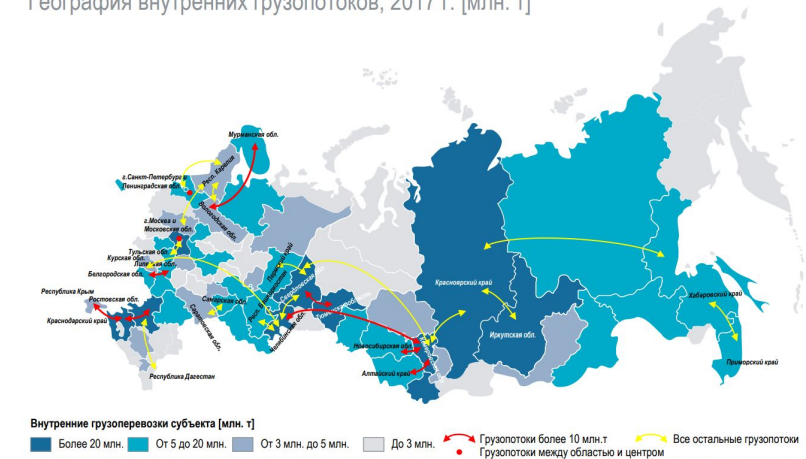 География внутренних грузопотоков, 2017 г. [млн. т]
Мурманская обл.
г.Санкт-Петербург и
Ленинградская обл.
Респ. Карелия
Вологодская обл.
г.Москва и
Московская обл.
Тульская обл.
Курская обл.
Липецкая обл.
Белгородская обл.
Республика Крым
Ростовская обл.
Краснодарский край
Республика Дагестан
Саратовская обл.
Самарская обл.
Пермский край
Челябинская обл.
Новосибирская обл.
Алтайский край
Красноярский край
Иркутская обл.
Хабаровский край
Приморский край
Внутренние грузоперевозки субъекта [млн. т]
Более 20 млн.
От 5 до 20 млн.
От 3 млн. до 5 млн.
До 3 млн.
Грузопотоки более 10 млн.т
Все остальные грузопотоки
Грузопотоки между областью и центром